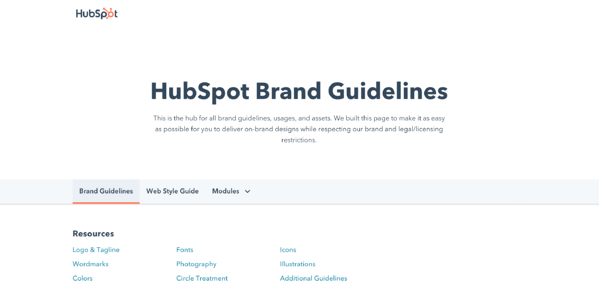 HubSpot
HubSpot Brand Guidelines
This is the hub for all brand guidelines, usages, and assets. We built this page to make it as easy
as possible for you to deliver on-brand designs while respecting our brand and legal/licensing
restrictions.
Brand Guidelines Web Style Guide Modules
Resources
Logo & Tagline Fonts Icons
Wordmarks Photography Illustrations
Colors Circle Treatment Additional Guidelines